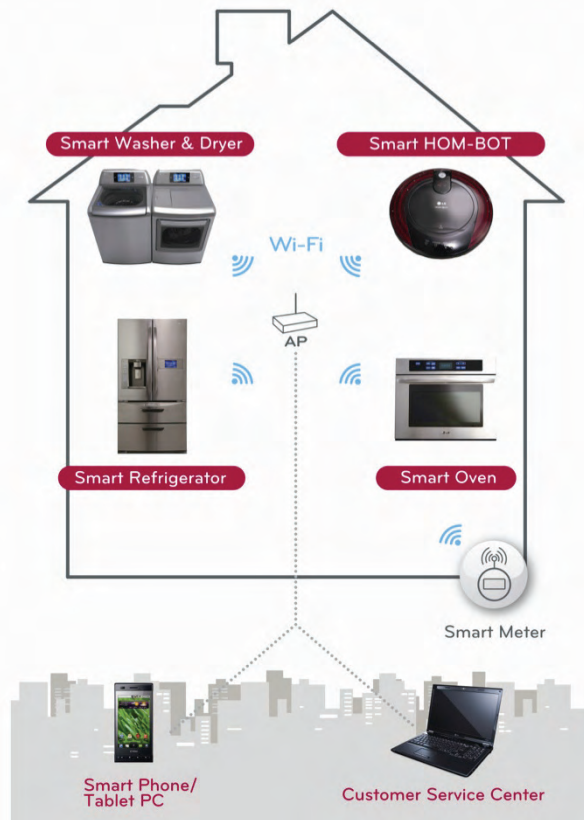 Smart Washer & Dryer
Smart HOM-BOT
Wi-Fi
AP
Smart Refrigerator
Smart Oven
Smart Meter
Smart Phone/
Tablet PC
Customer Service Center